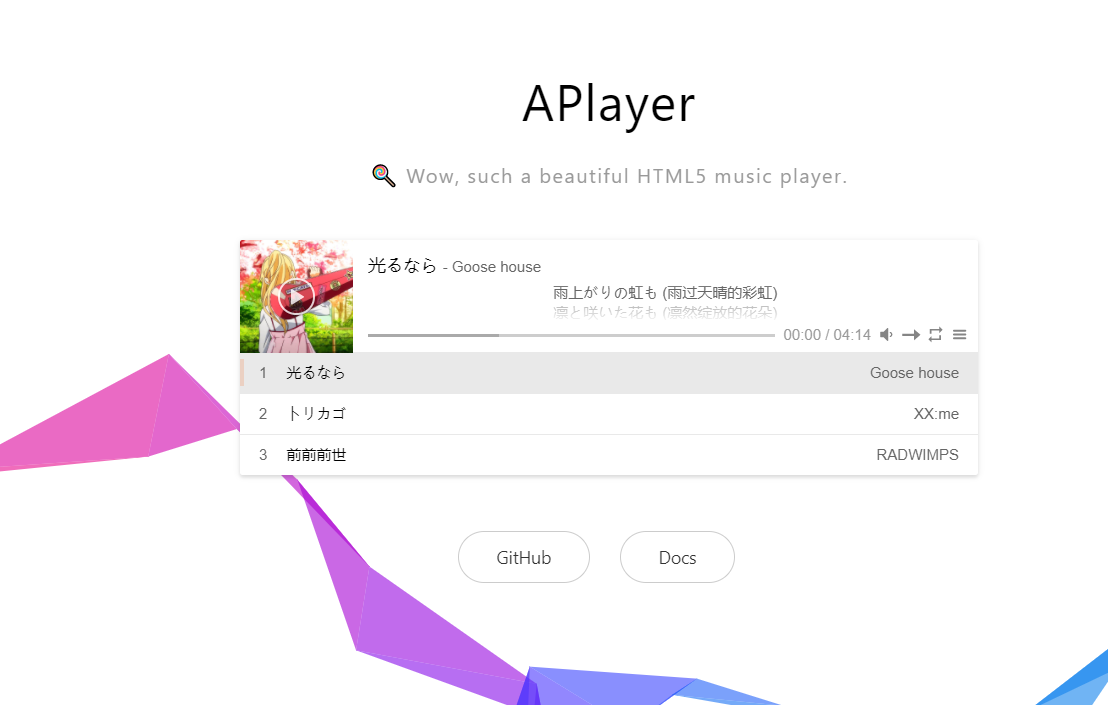 APlayer
Wow, such a beautiful HTML5 music player.
光るなら - Goose house
雨上がりの虹も (雨过天晴的彩虹)
凛と咲いた花も (凛然绽放的花朵)
00:00 / 04:14
1 光るなら Goose house
2 トリカゴ XX:me
3 前前前世 RADWIMPS
GitHub Docs